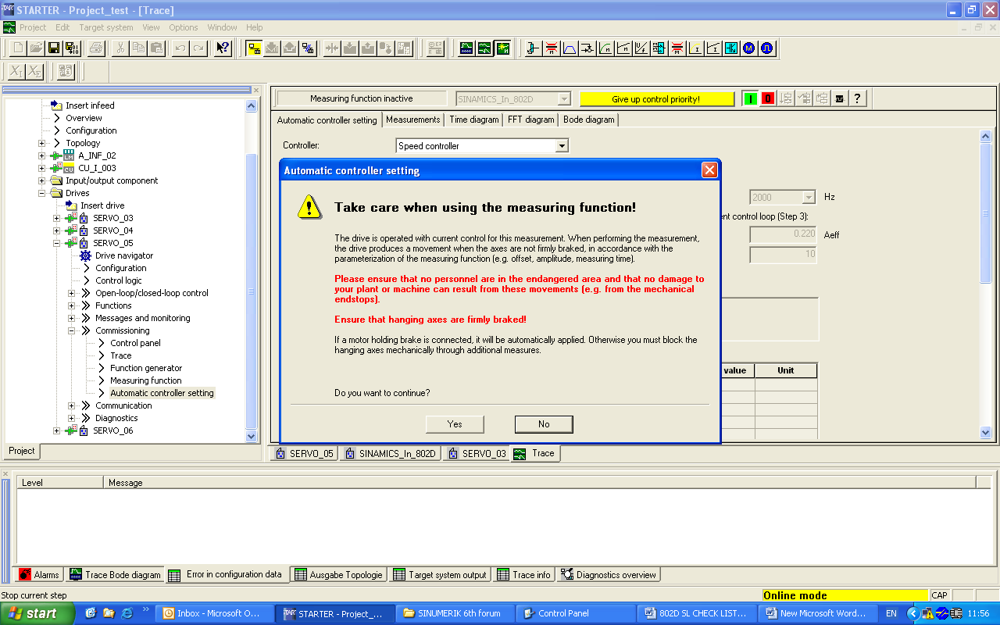 STARTER - Project_test - [Trace]
Project Edit Target system View Options Window Help
Measuring function inactive
SINAMICS_In_802D
Give up control priority!
Automatic controller setting
Measurements
Time diagram
FFT diagram
Bode diagram
Controller:
Speed controller
2000
Hz
nt control loop (Step 3):
0.220
Aeff
10
value
Unit
Insert infeed
Overview
Configuration
Topology
A_INF_02
CU_I_003
Input/output component
Drives
Insert drive
SERVO_03
SERVO_04
SERVO_05
Drive navigator
Configuration
Control logic
Open-loop/closed-loop control
Functions
Messages and monitoring
Commissioning
Control panel
Trace
Function generator
Measuring function
Automatic controller setting
Communication
Diagnostics
SERVO_06
Project
Automatic controller setting
Take care when using the measuring function!
The drive is operated with current control for this measurement. When performing the measurement,
the drive produces a movement when the axes are not firmly braked, in accordance with the
parameterization of the measuring function (e.g. offset, amplitude, measuring time).
Please ensure that no personnel are in the endangered area and that no damage to
your plant or machine can result from these movements (e.g. from the mechanical
endstops).
Ensure that hanging axes are firmly braked!
If a motor holding brake is connected, it will be automatically applied. Otherwise you must block the
hanging axes mechanically through additional measures.
Do you want to continue?
Yes
No
SERVO_05
SINAMICS_In_802D
SERVO_03
Trace
Level
Message
Alarms
Trace Bode diagram
Error in configuration data
Ausgabe Topologie
Target system output
Trace info
Diagnostics overview
Stop current step
Online mode
CAP
start
Inbox - Microsoft O...
STARTER - Project_...
SINUMERIK 6th forum
Control Panel
802D SL CHECK LIST...
New Microsoft Word...
EN
11:56